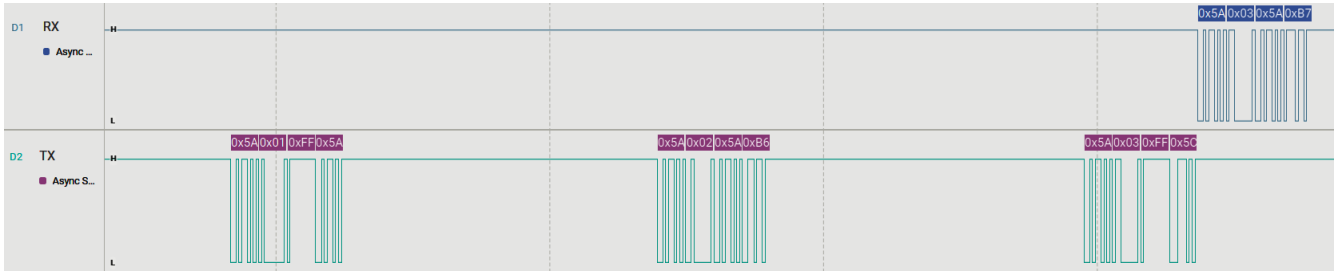 0x5A 0x03 0x5A 0xB7
D1 RX H
Async ...
L
0x5A 0x01 0xFF 0x5A 0x5A 0x02 0x5A 0xB6 0x5A 0x03 0xFF 0x5C
D2 TX H
Async S...
L